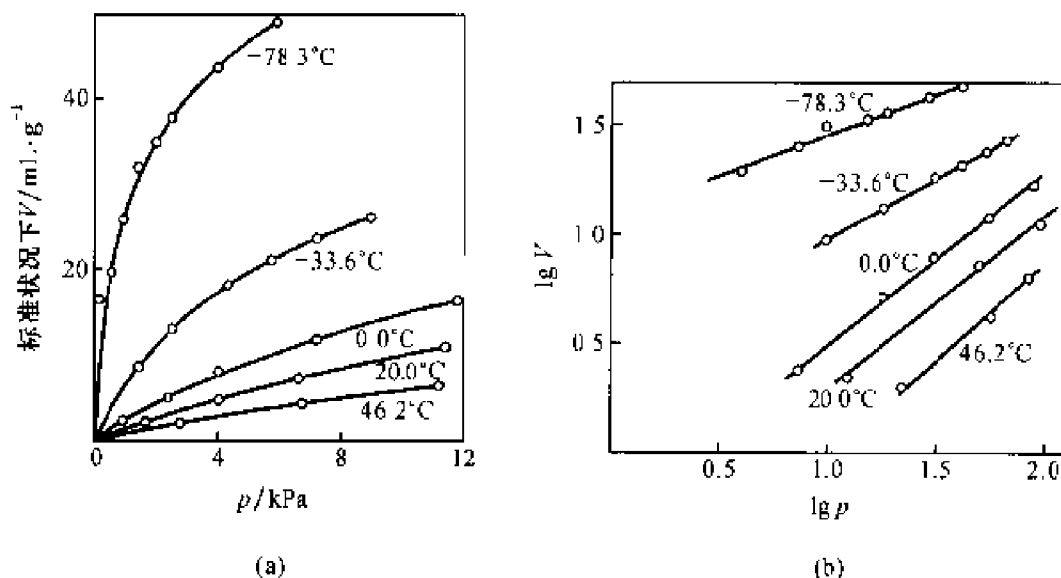 标准状况下V/ml·g⁻¹
40
20
0
4
8
12
-78 3°C
-33.6°C
0 0°C
20.0°C
46 2°C
p/kPa
(a)
lg V
1 5
1 0
0 5
0.5
1.0
1.5
2.0
-78.3°C
-33.6°C
0.0°C
46.2°C
20 0°C
lg p
(b)